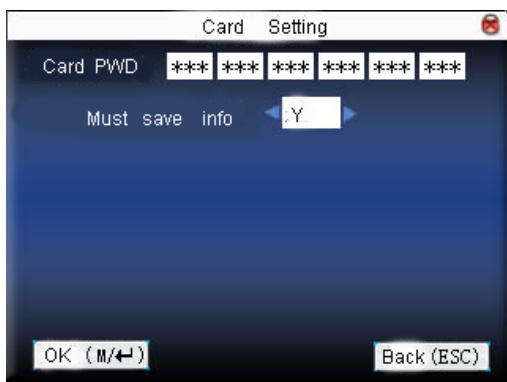 Card Setting
Card PWD *** *** *** *** *** ***
Must save info Y
OK (M/↵) Back (ESC)